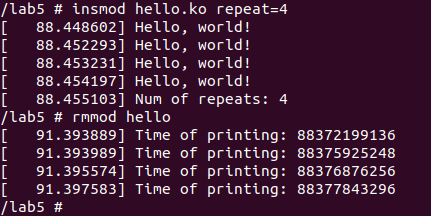 /lab5 # insmod hello.ko repeat=4
[   88.448602] Hello, world!
[   88.452293] Hello, world!
[   88.453231] Hello, world!
[   88.454197] Hello, world!
[   88.455103] Num of repeats: 4
/lab5 # rmmod hello
[   91.393889] Time of printing: 88372199136
[   91.393989] Time of printing: 88375925248
[   91.395574] Time of printing: 88376876256
[   91.397583] Time of printing: 88377843296
/lab5 #